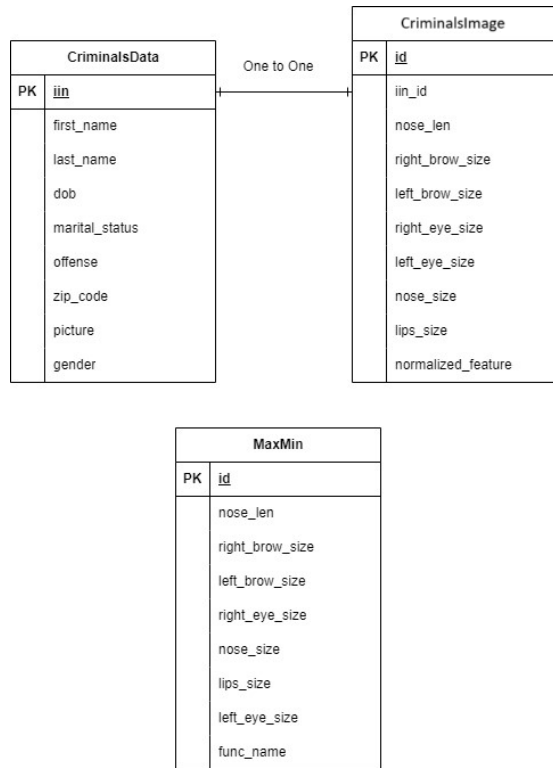 CriminalsData
PK iin
first_name
last_name
dob
marital_status
offense
zip_code
picture
gender
One to One
CriminalsImage
PK id
iin_id
nose_len
right_brow_size
left_brow_size
right_eye_size
left_eye_size
nose_size
lips_size
normalized_feature
MaxMin
PK id
nose_len
right_brow_size
left_brow_size
right_eye_size
nose_size
lips_size
left_eye_size
func_name